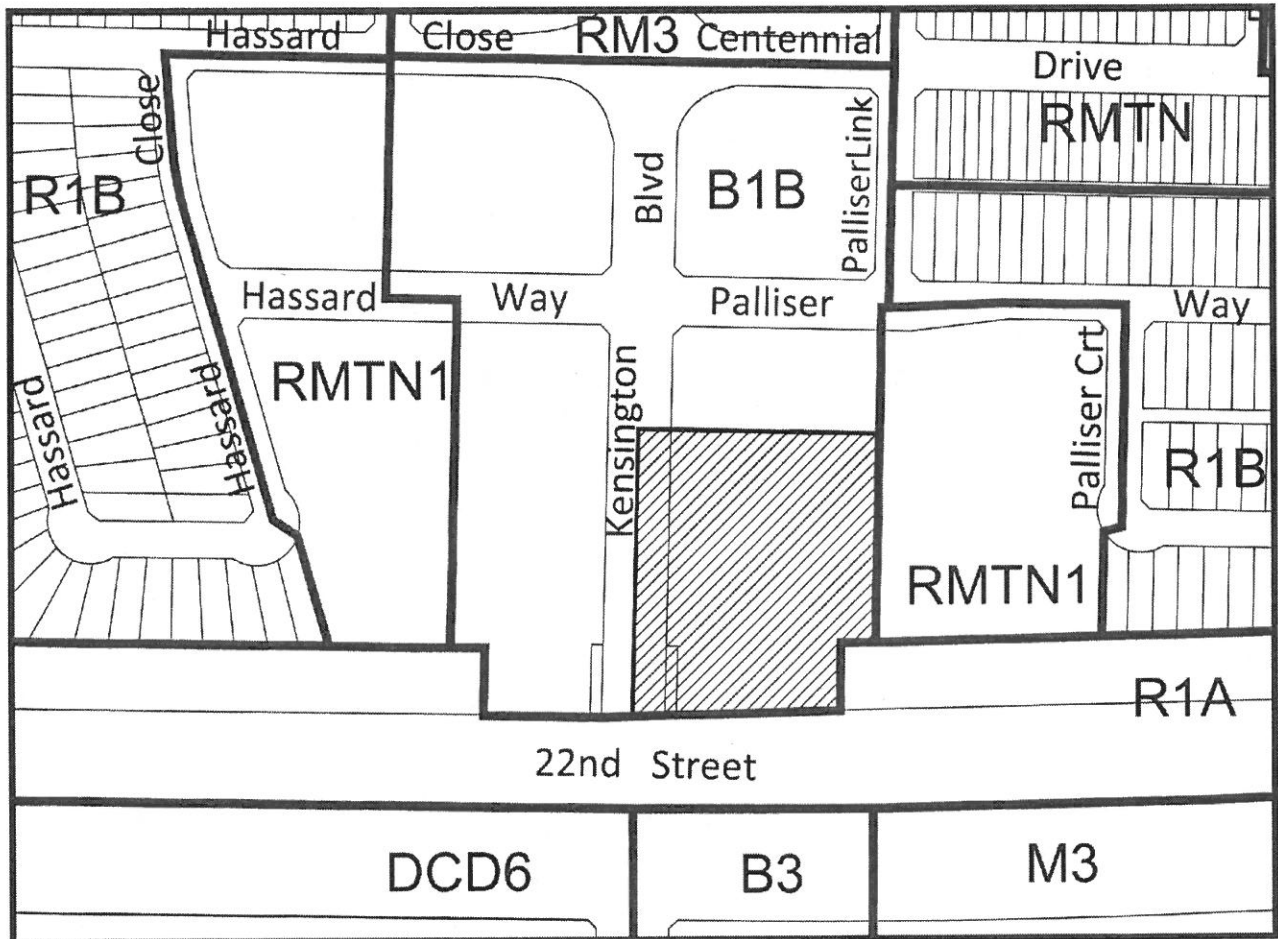 Hassard Close RM3 Centennial
Drive
RMTN
Close
R1B
Blvd
B1B
PalliserLink
Hassard Way Palliser
Way
RMTN1
Hassard
Hassard
Kensington
Palliser Crt
R1B
RMTN1
R1A
22nd Street
DCD6
B3
M3